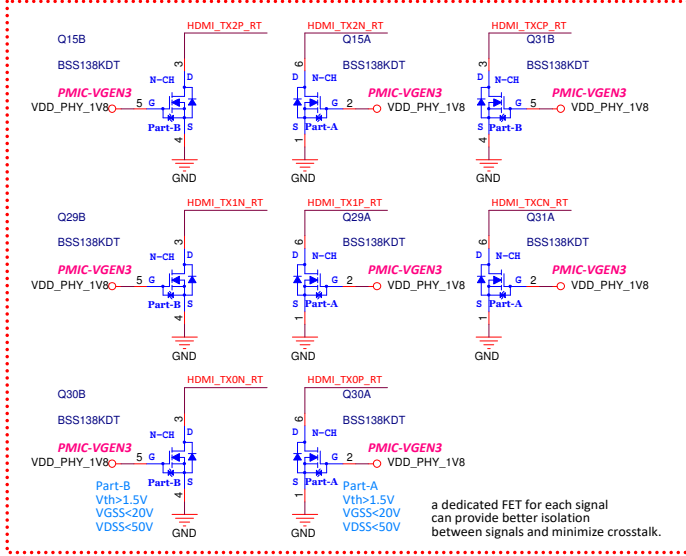 HDMI_TX2P_RT
Q15B
BSS138KDT
3
D
N-CH
PMIC-VGEN3
VDD_PHY_1V8
5
G
Part-B
S
4
GND
HDMI_TX2N_RT
Q15A
BSS138KDT
6
D
N-CH
PMIC-VGEN3
G
2
VDD_PHY_1V8
S
Part-A
1
GND
HDMI_TXCP_RT
Q31B
BSS138KDT
3
D
N-CH
PMIC-VGEN3
G
5
VDD_PHY_1V8
S
Part-B
4
GND
HDMI_TX1N_RT
Q29B
BSS138KDT
3
D
N-CH
PMIC-VGEN3
VDD_PHY_1V8
5
G
Part-B
S
4
GND
HDMI_TX1P_RT
Q29A
BSS138KDT
6
D
N-CH
PMIC-VGEN3
G
2
VDD_PHY_1V8
S
Part-A
1
GND
HDMI_TXCN_RT
Q31A
BSS138KDT
6
D
N-CH
PMIC-VGEN3
G
2
VDD_PHY_1V8
S
Part-A
1
GND
HDMI_TX0N_RT
Q30B
BSS138KDT
3
D
N-CH
PMIC-VGEN3
VDD_PHY_1V8
5
G
Part-B
S
4
GND
Part-B
Vth>1.5V
VGSS<20V
VDSS<50V
HDMI_TX0P_RT
Q30A
BSS138KDT
6
D
N-CH
PMIC-VGEN3
G
2
VDD_PHY_1V8
S
Part-A
1
GND
Part-A
Vth>1.5V
VGSS<20V
VDSS<50V
a dedicated FET for each signal
can provide better isolation
between signals and minimize crosstalk.